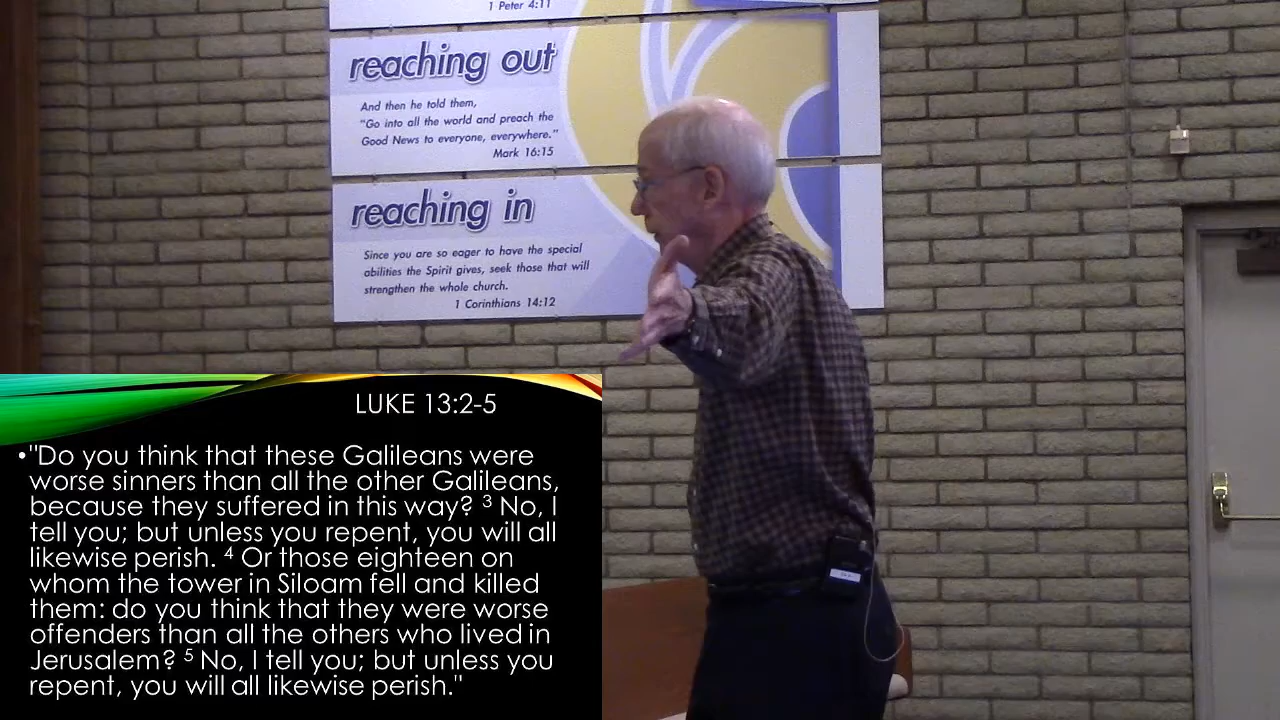 1 Peter 4:11
reaching out
And then he told them,
"Go into all the world and preach the
Good News to everyone, everywhere."
Mark 16:15
reaching in
Since you are so eager to have the special
abilities the Spirit gives, seek those that will
strengthen the whole church.
1 Corinthians 14:12
LUKE 13:2-5
•"Do you think that these Galileans were
worse sinners than all the other Galileans,
because they suffered in this way? ³ No, I
tell you; but unless you repent, you will all
likewise perish. ⁴ Or those eighteen on
whom the tower in Siloam fell and killed
them: do you think that they were worse
offenders than all the others who lived in
Jerusalem? ⁵ No, I tell you; but unless you
repent, you will all likewise perish."